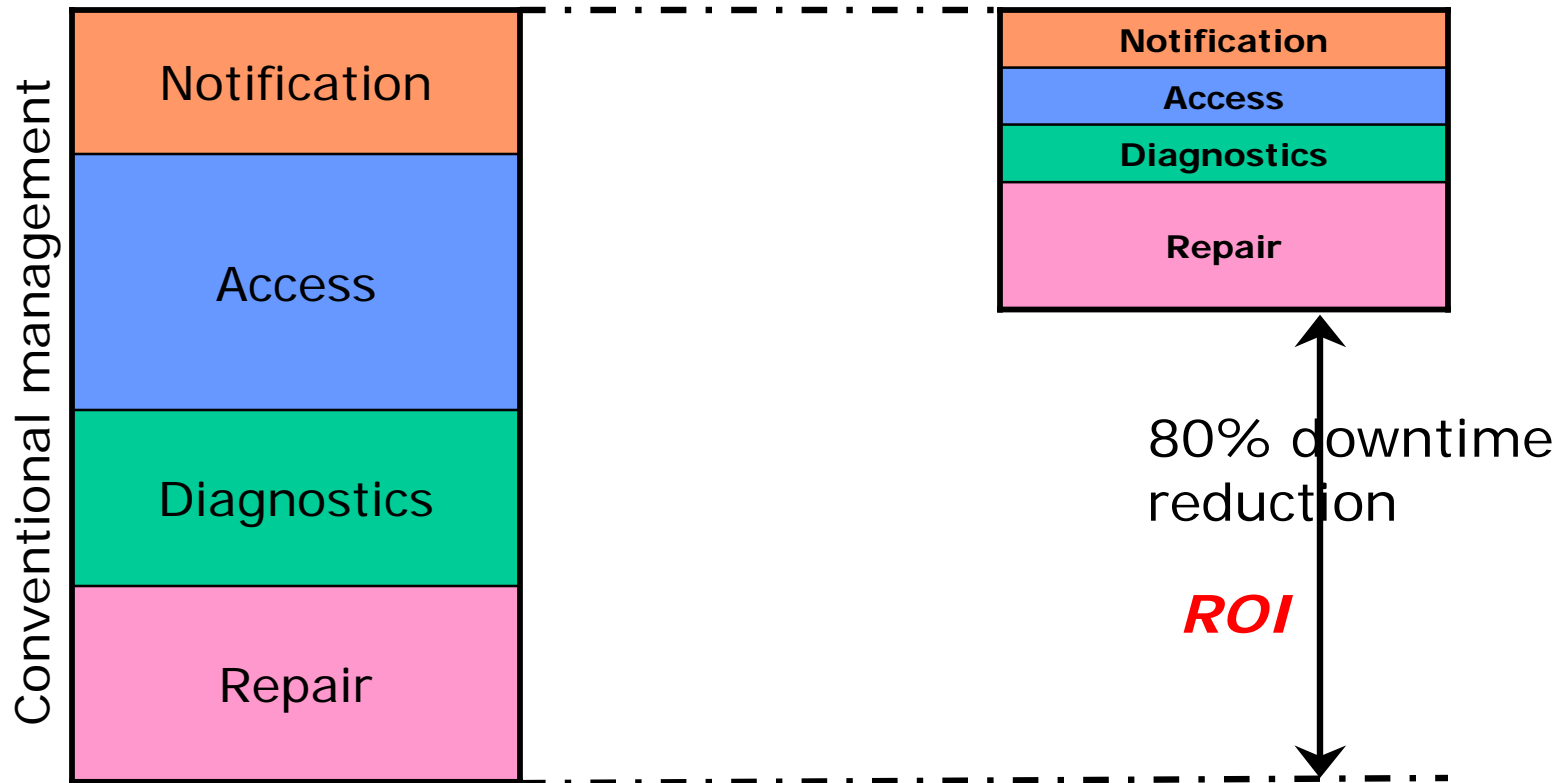 Conventional management
Notification
Access
Diagnostics
Repair
Notification
Access
Diagnostics
Repair
80% downtime
reduction
ROI